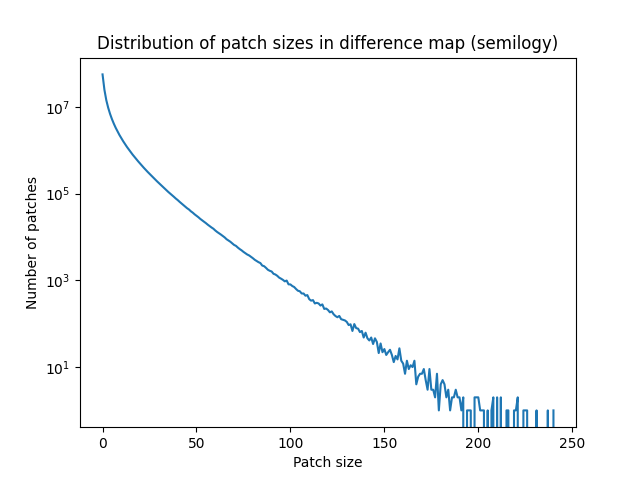 Distribution of patch sizes in difference map (semilogy)
Number of patches
10^7
10^5
10^3
10^1
0 50 100 150 200 250
Patch size